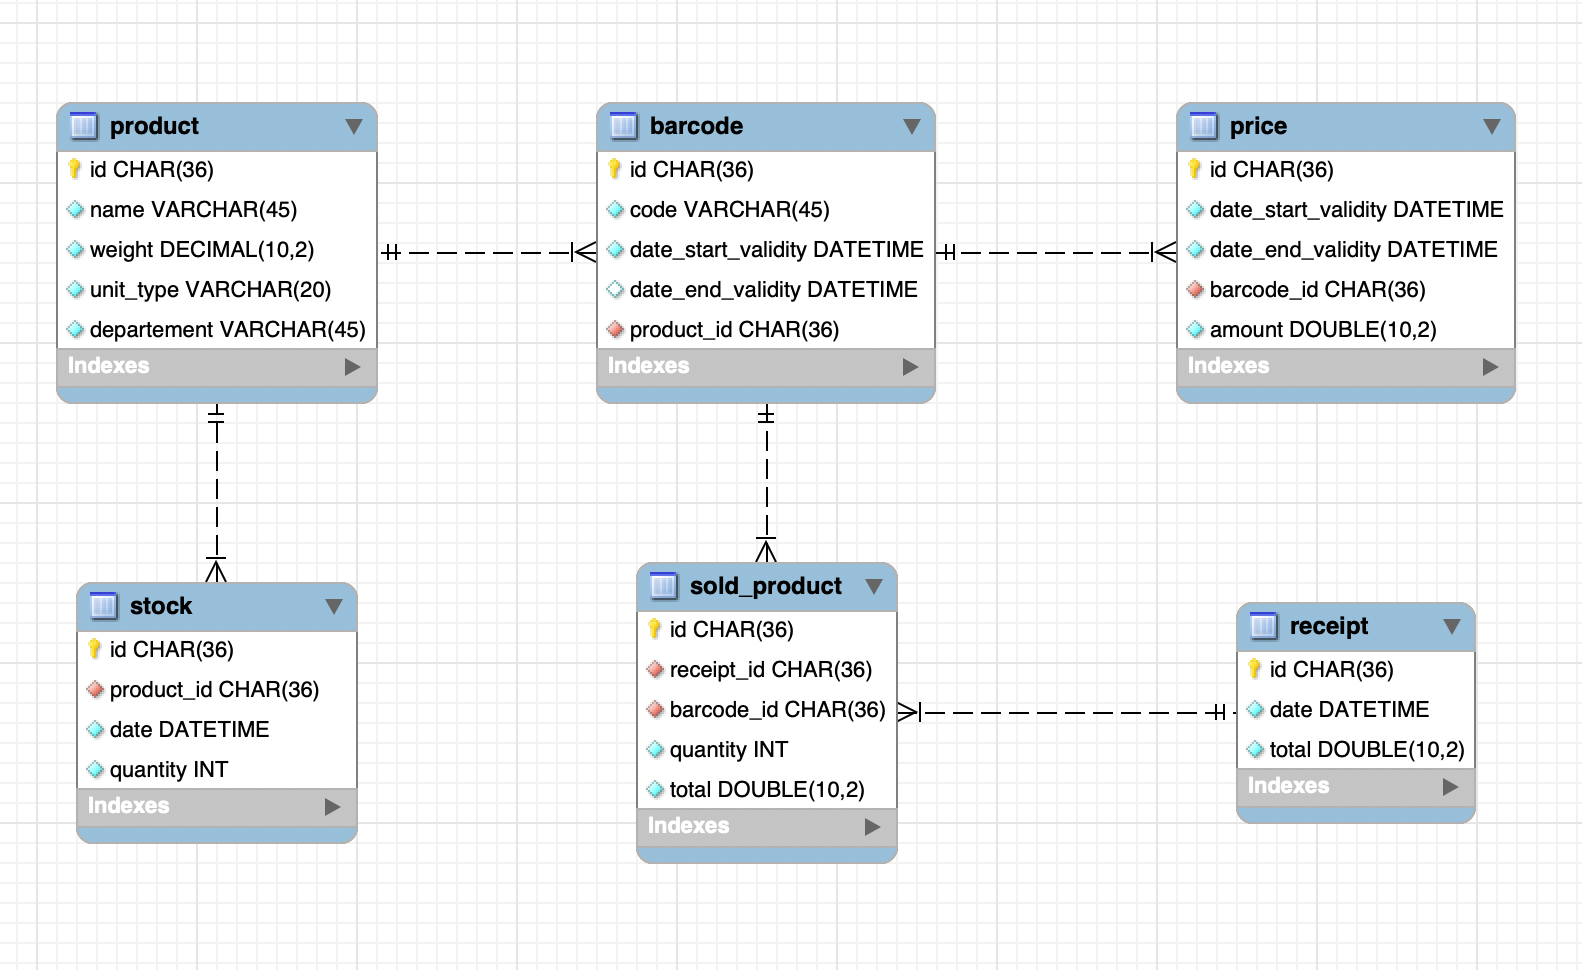 product
id CHAR(36)
name VARCHAR(45)
weight DECIMAL(10,2)
unit_type VARCHAR(20)
departement VARCHAR(45)
Indexes
barcode
id CHAR(36)
code VARCHAR(45)
date_start_validity DATETIME
date_end_validity DATETIME
product_id CHAR(36)
Indexes
price
id CHAR(36)
date_start_validity DATETIME
date_end_validity DATETIME
barcode_id CHAR(36)
amount DOUBLE(10,2)
Indexes
stock
id CHAR(36)
product_id CHAR(36)
date DATETIME
quantity INT
Indexes
sold_product
id CHAR(36)
receipt_id CHAR(36)
barcode_id CHAR(36)
quantity INT
total DOUBLE(10,2)
Indexes
receipt
id CHAR(36)
date DATETIME
total DOUBLE(10,2)
Indexes